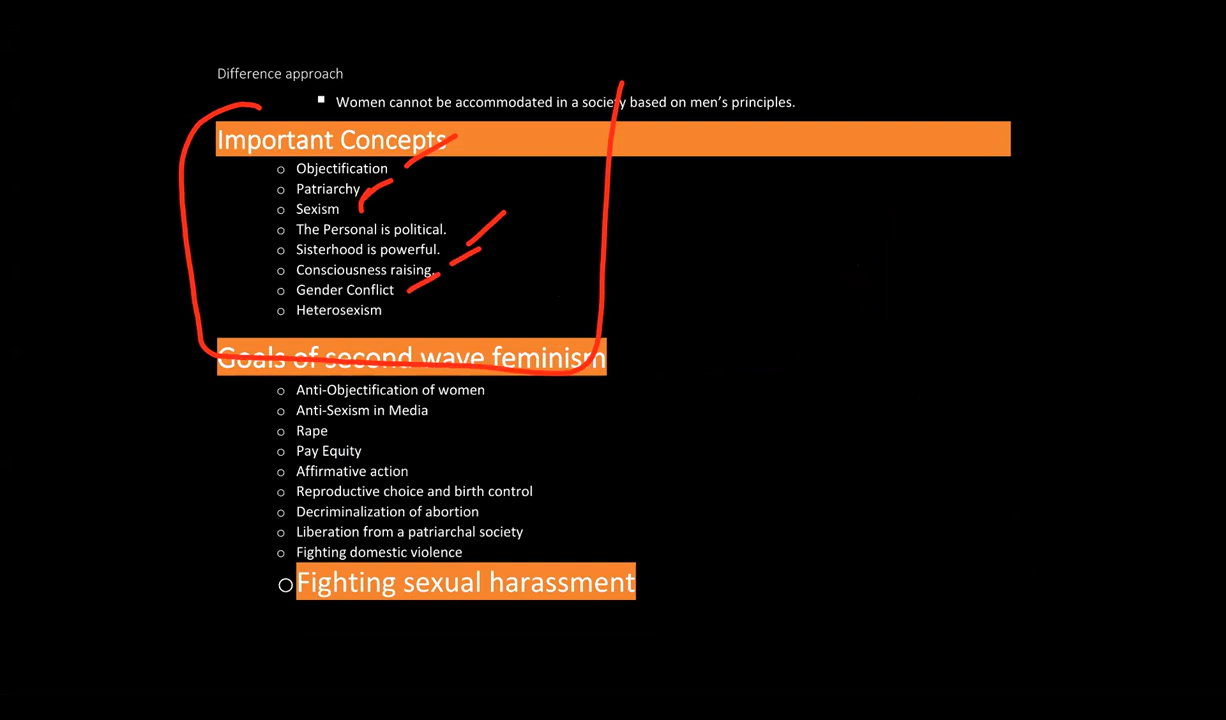 Difference approach
▪ Women cannot be accommodated in a society based on men's principles.
Important Concepts
o Objectification
o Patriarchy
o Sexism
o The Personal is political.
o Sisterhood is powerful.
o Consciousness raising.
o Gender Conflict
o Heterosexism
Goals of second wave feminism
o Anti-Objectification of women
o Anti-Sexism in Media
o Rape
o Pay Equity
o Affirmative action
o Reproductive choice and birth control
o Decriminalization of abortion
o Liberation from a patriarchal society
o Fighting domestic violence
o Fighting sexual harassment